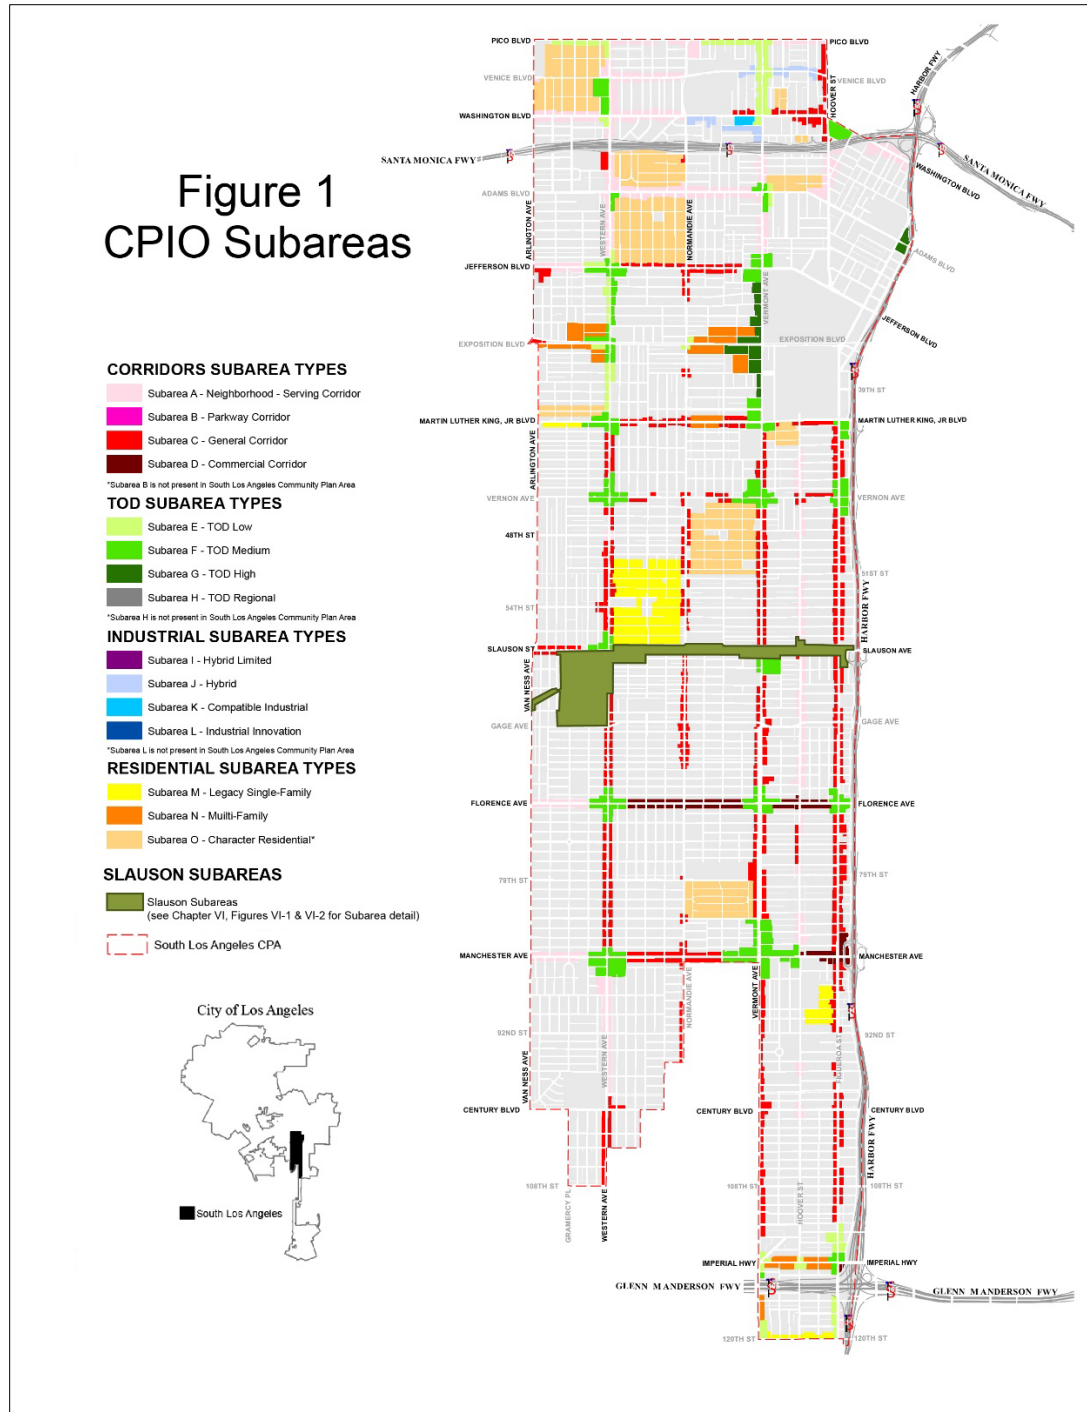 Figure 1
CPIO Subareas
CORRIDORS SUBAREA TYPES
Subarea A - Neighborhood - Serving Corridor
Subarea B - Parkway Corridor
Subarea C - General Corridor
Subarea D - Commercial Corridor
*Subarea B is not present in South Los Angeles Community Plan Area
TOD SUBAREA TYPES
Subarea E - TOD Low
Subarea F - TOD Medium
Subarea G - TOD High
Subarea H - TOD Regional
*Subarea H is not present in South Los Angeles Community Plan Area
INDUSTRIAL SUBAREA TYPES
Subarea I - Hybrid Limited
Subarea J - Hybrid
Subarea K - Compatible Industrial
Subarea L - Industrial Innovation
*Subarea L is not present in South Los Angeles Community Plan Area
RESIDENTIAL SUBAREA TYPES
Subarea M - Legacy Single-Family
Subarea N - Muilti-Family
Subarea O - Character Residential*
SLAUSON SUBAREAS
Slauson Subareas
(see Chapter VI, Figures VI-1 & VI-2 for Subarea detail)
South Los Angeles CPA
City of Los Angeles
South Los Angeles
PICO BLVD
PICO BLVD
VENICE BLVD
VENICE BLVD
HOOVER ST
HARBOR FWY
WASHINGTON BLVD
SANTA MONICA FWY
SANTA MONICA FWY
WASHINGTON BLVD
ADAMS BLVD
ARLINGTON AVE
WESTERN AVE
NORMANDIE AVE
ADAMS BLVD
JEFFERSON BLVD
VERMONT AVE
JEFFERSON BLVD
EXPOSITION BLVD
EXPOSITION BLVD
39TH ST
MARTIN LUTHER KING, JR BLVD
MARTIN LUTHER KING, JR BLVD
ARLINGTON AVE
VERNON AVE
VERNON AVE
48TH ST
51ST ST
54TH ST
HARBOR FWY
SLAUSON ST
SLAUSON AVE
VAN NESS AVE
GAGE AVE
GAGE AVE
FLORENCE AVE
FLORENCE AVE
79TH ST
79TH ST
MANCHESTER AVE
MANCHESTER AVE
NORMANDIE AVE
VERMONT AVE
92ND ST
92ND ST
WESTERN AVE
FIGUEROA ST
VAN NESS AVE
CENTURY BLVD
CENTURY BLVD
CENTURY BLVD
HARBOR FWY
108TH ST
108TH ST
108TH ST
GRAMERCY PL
WESTERN AVE
HOOVER ST
IMPERIAL HWY
IMPERIAL HWY
GLENN M ANDERSON FWY
GLENN M ANDERSON FWY
120TH ST
120TH ST